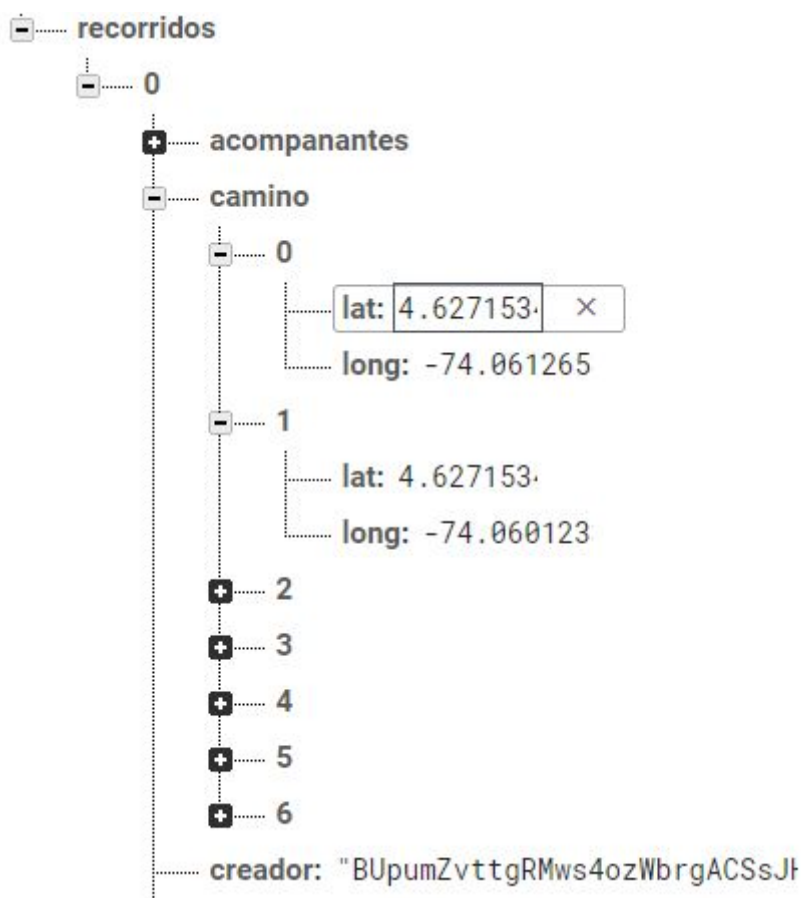 recorridos
0
acompanantes
camino
0
lat: 4.627153
long: -74.061265
1
lat: 4.627153
long: -74.060123
2
3
4
5
6
creador: "BUpumZvttgRMws4ozWbrgACSsJ